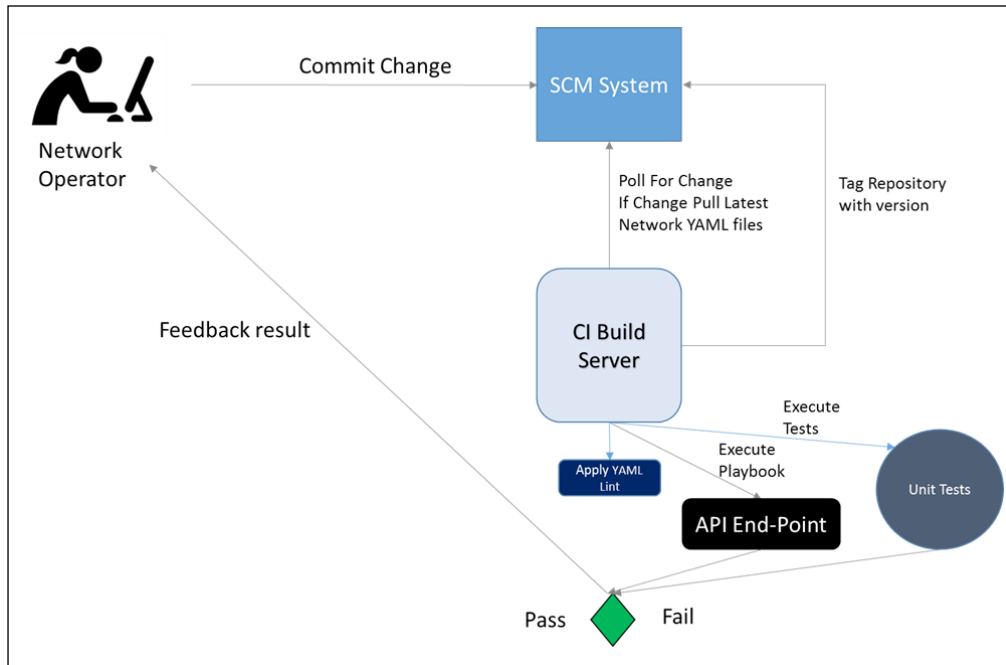 Commit Change
SCM System
Network
Operator
Poll For Change
If Change Pull Latest
Network YAML files
Tag Repository
with version
Feedback result
CI Build
Server
Execute
Tests
Execute
Playbook
Apply YAML
Lint
Unit Tests
API End-Point
Pass
Fail